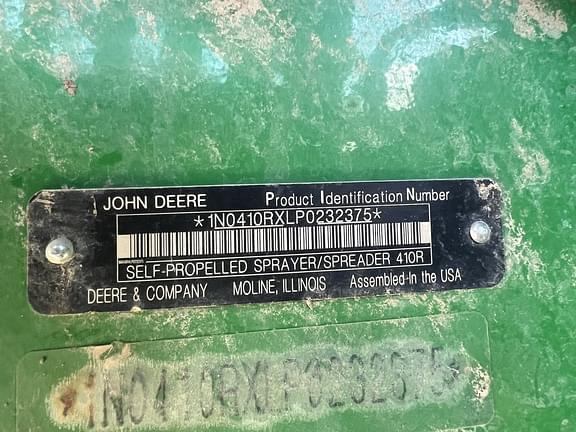 JOHN DEERE Product Identification Number
*1N0410RXLP0232375*
SELF-PROPELLED SPRAYER/SPREADER 410R
DEERE & COMPANY MOLINE, ILLINOIS Assembled-In the USA
1N0410RXLP0232375*